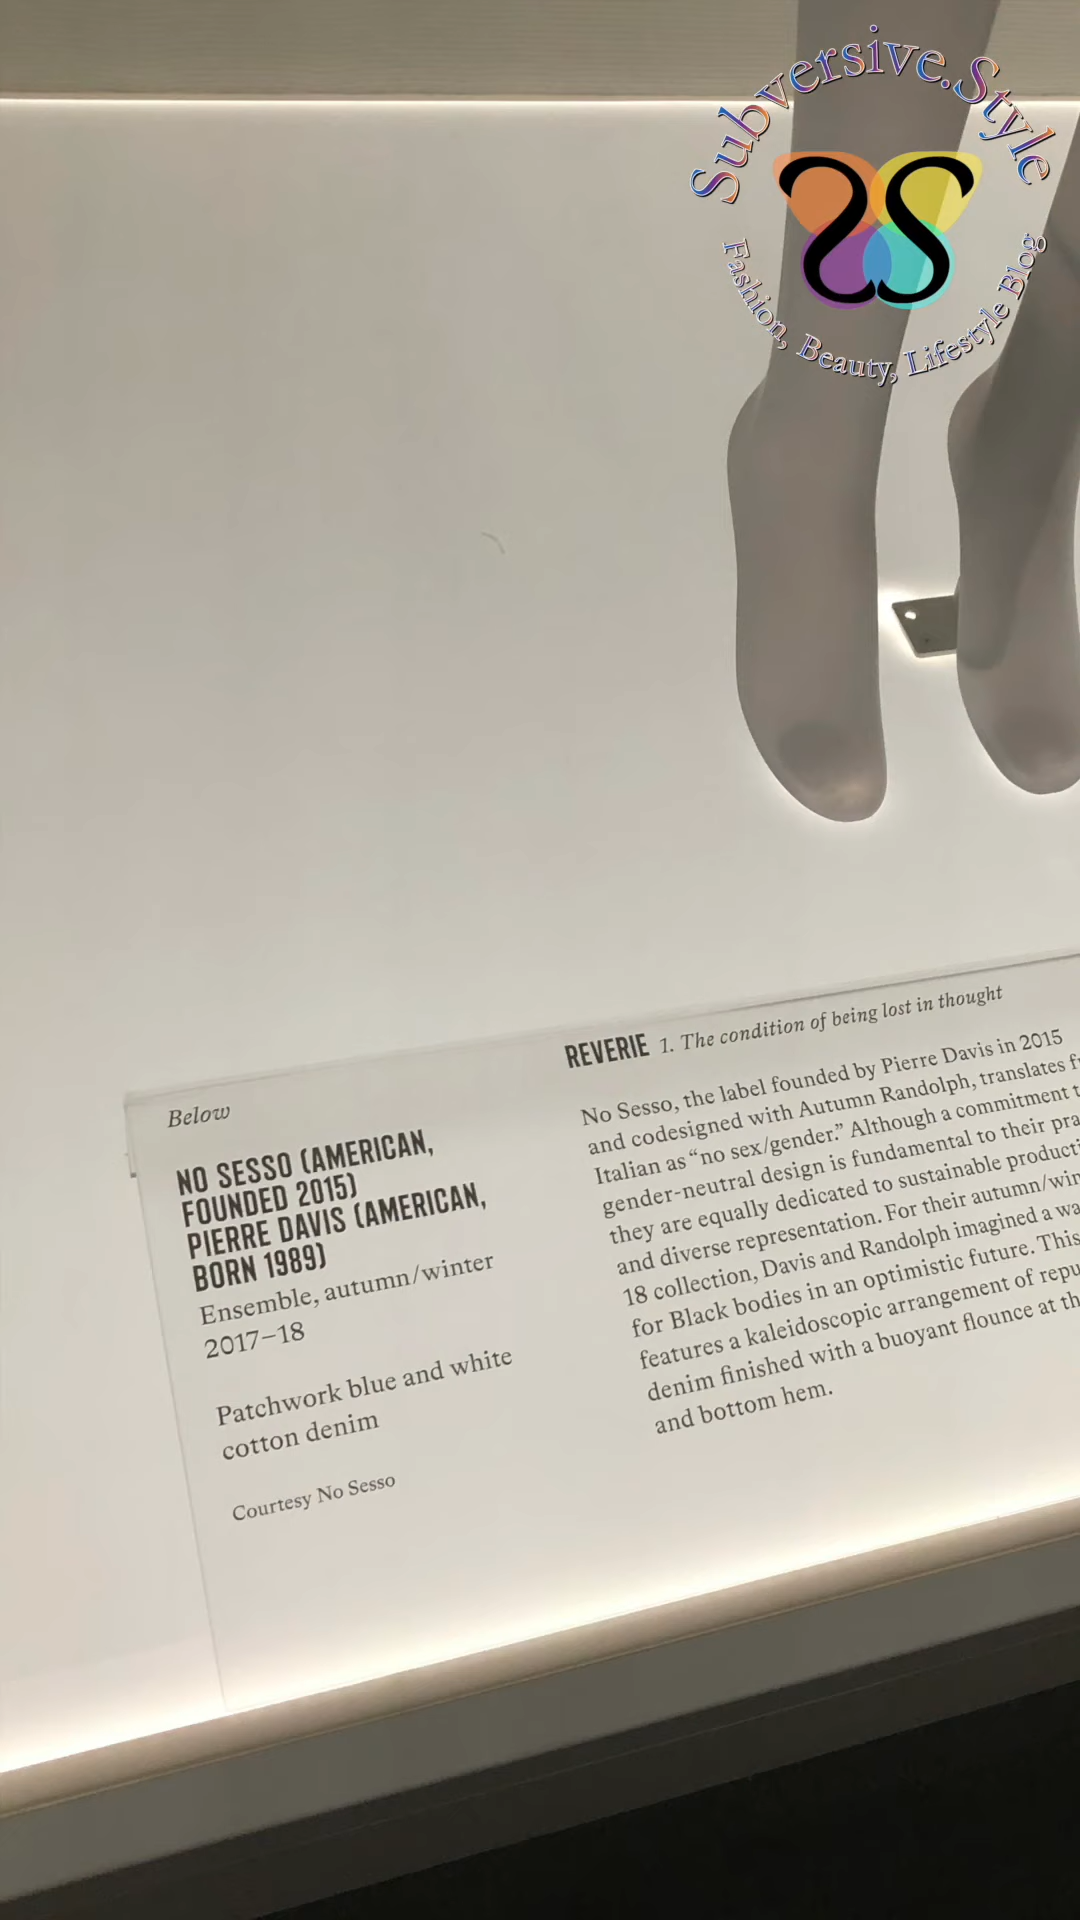 Subversive.Style
Fashion, Beauty, Lifestyle Blog
Below
NO SESSO (AMERICAN,
FOUNDED 2015)
PIERRE DAVIS (AMERICAN,
BORN 1989)
Ensemble, autumn/winter
2017–18
Patchwork blue and white
cotton denim
Courtesy No Sesso
REVERIE 1. The condition of being lost in thought
No Sesso, the label founded by Pierre Davis in 2015
and codesigned with Autumn Randolph, translates
Italian as “no sex/gender.” Although a commitment
gender-neutral design is fundamental to their
they are equally dedicated to sustainable
and diverse representation. For their
18 collection, Davis and Randolph imagined a
for Black bodies in an optimistic future. This
features a kaleidoscopic arrangement of
denim finished with a buoyant flounce at
and bottom hem.